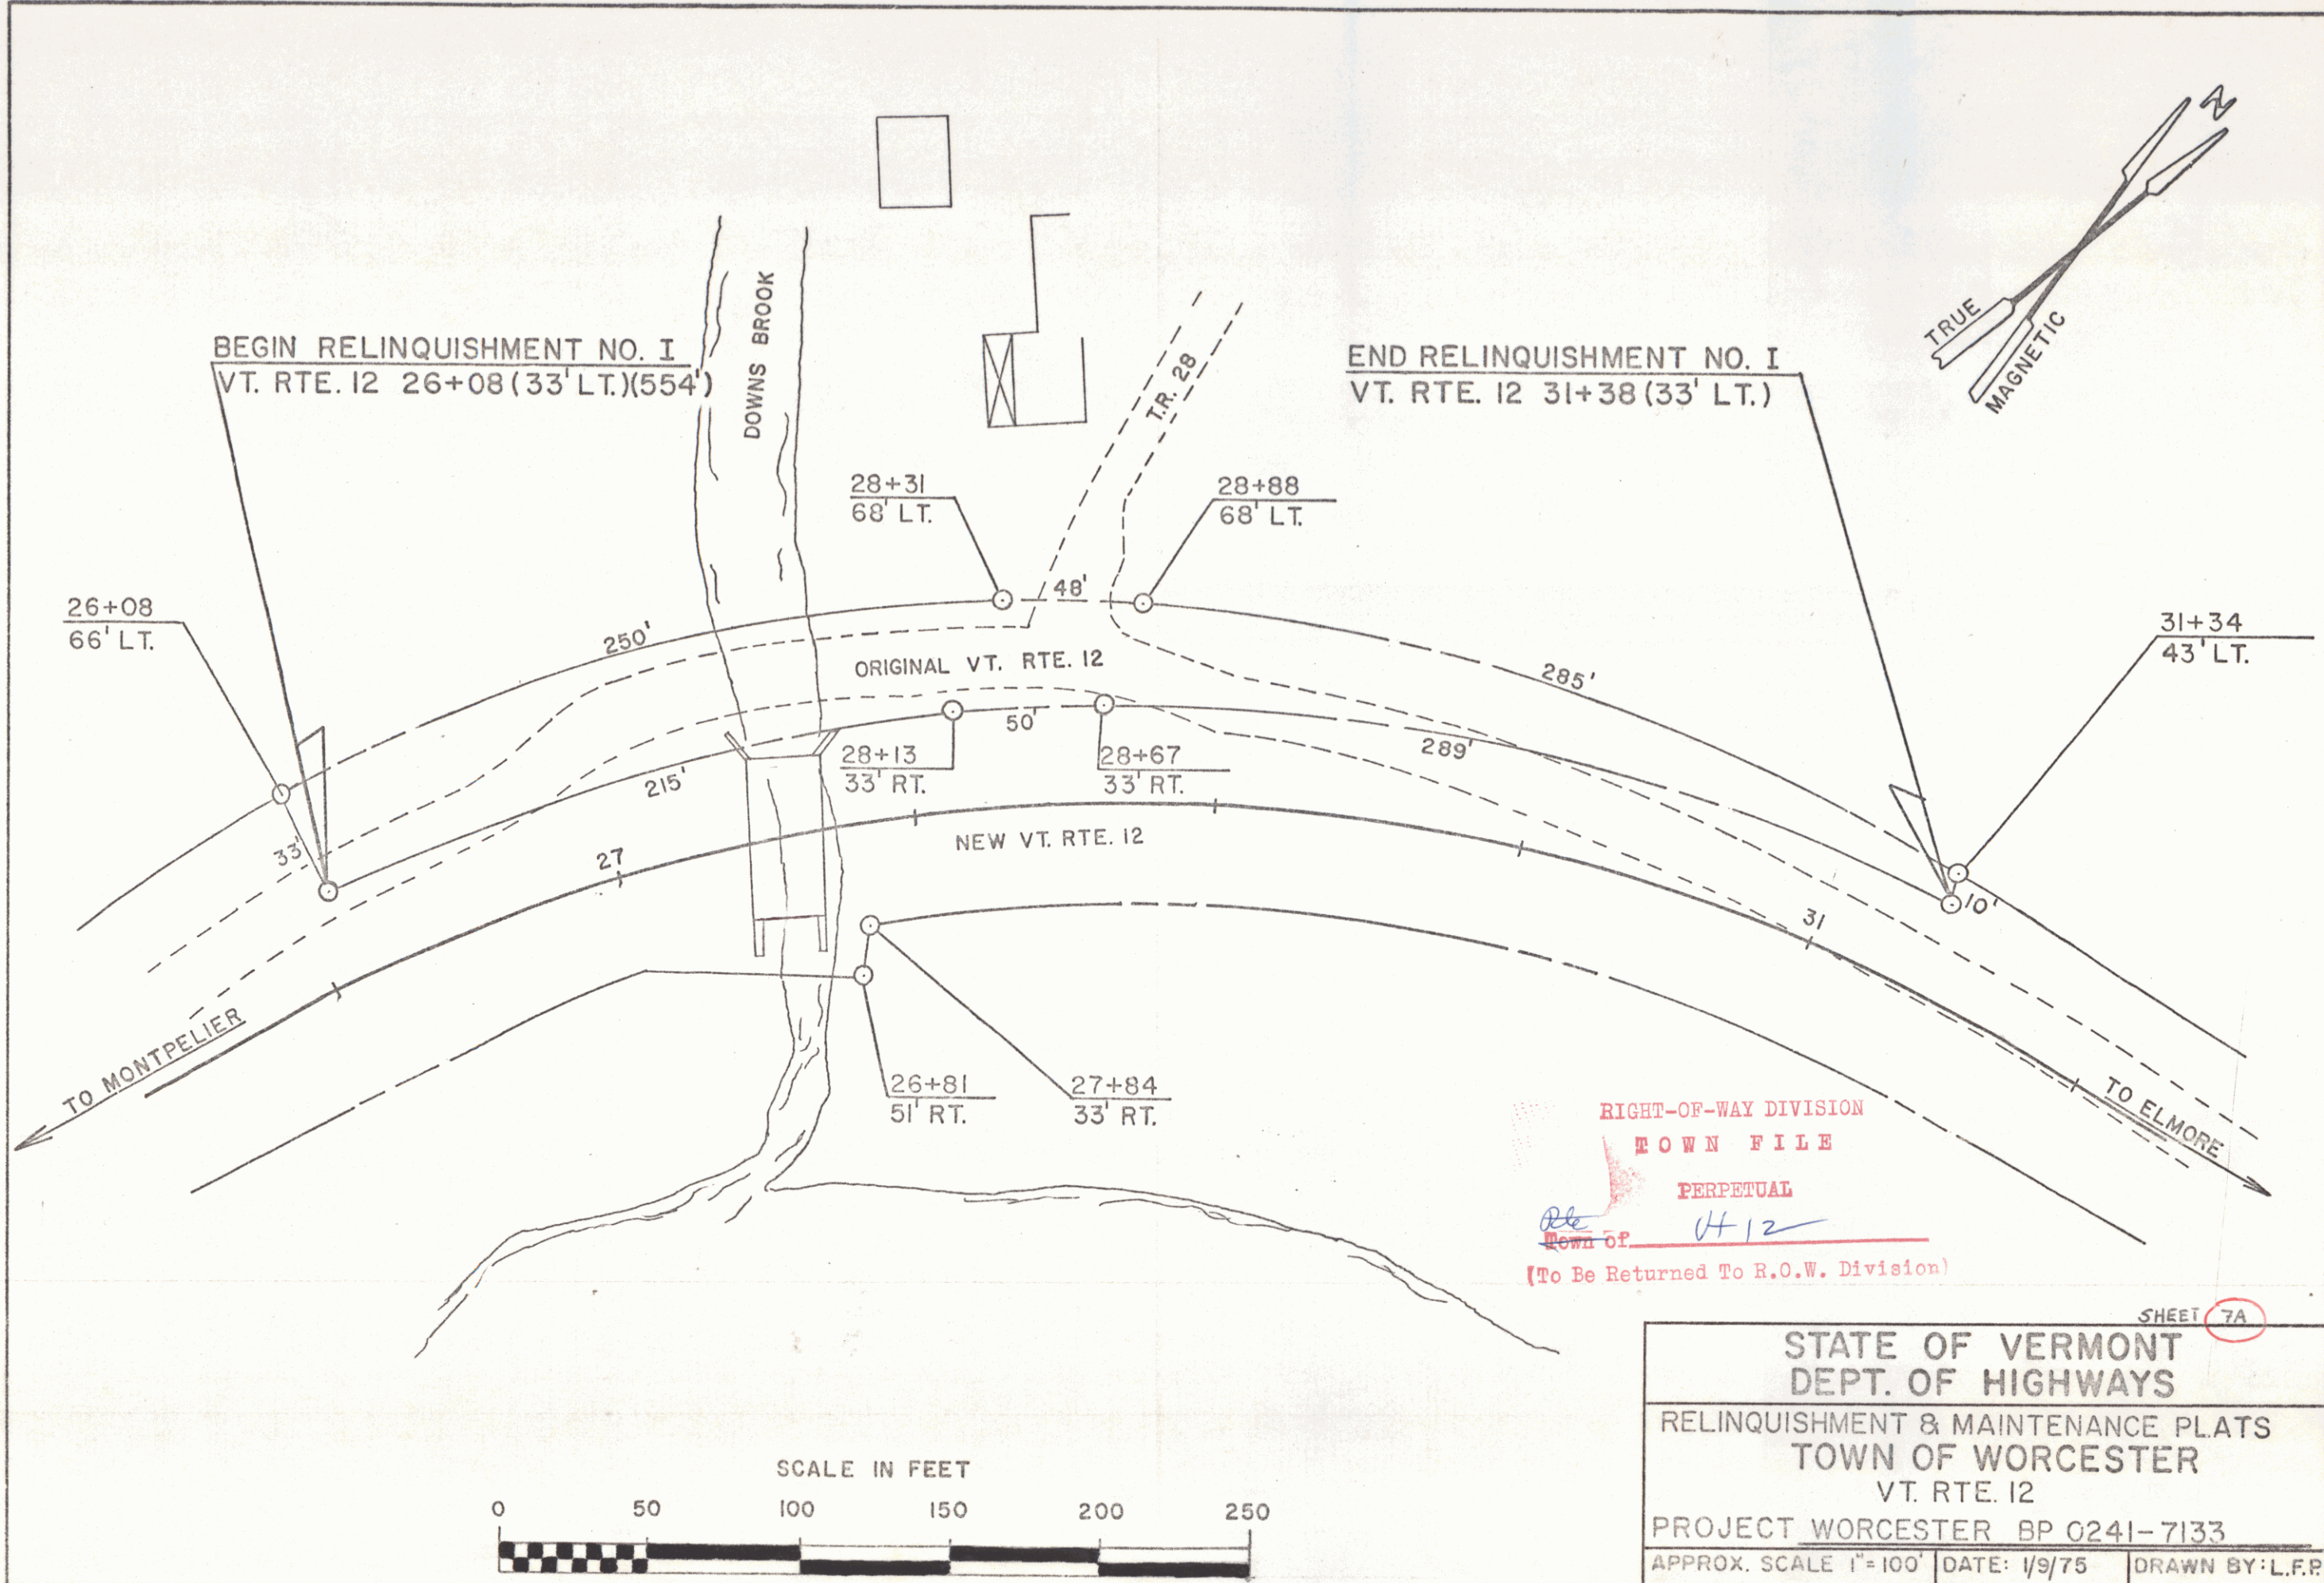 N
TRUE
MAGNETIC
DOWNS BROOK
BEGIN RELINQUISHMENT NO. I
VT. RTE. 12 26+08 (33' LT.)(554')
END RELINQUISHMENT NO. I
VT. RTE. 12 31+38 (33' LT.)
T.R. 28
28+31
68' LT.
28+88
68' LT.
26+08
66' LT.
48'
250'
31+34
43' LT.
ORIGINAL VT. RTE. 12
285'
50'
289'
28+13
33' RT.
28+67
33' RT.
215'
33'
27
NEW VT. RTE. 12
10'
31
TO MONTPELIER
26+81
51' RT.
27+84
33' RT.
TO ELMORE
RIGHT-OF-WAY DIVISION
TOWN FILE
PERPETUAL
Rte
Town of Vt 12
(To Be Returned To R.O.W. Division)
SHEET 7A
STATE OF VERMONT
DEPT. OF HIGHWAYS
RELINQUISHMENT & MAINTENANCE PLATS
TOWN OF WORCESTER
VT. RTE. 12
PROJECT WORCESTER BP 0241-7133
APPROX. SCALE 1"=100' DATE: 1/9/75 DRAWN BY: L.F.P.
SCALE IN FEET
0 50 100 150 200 250